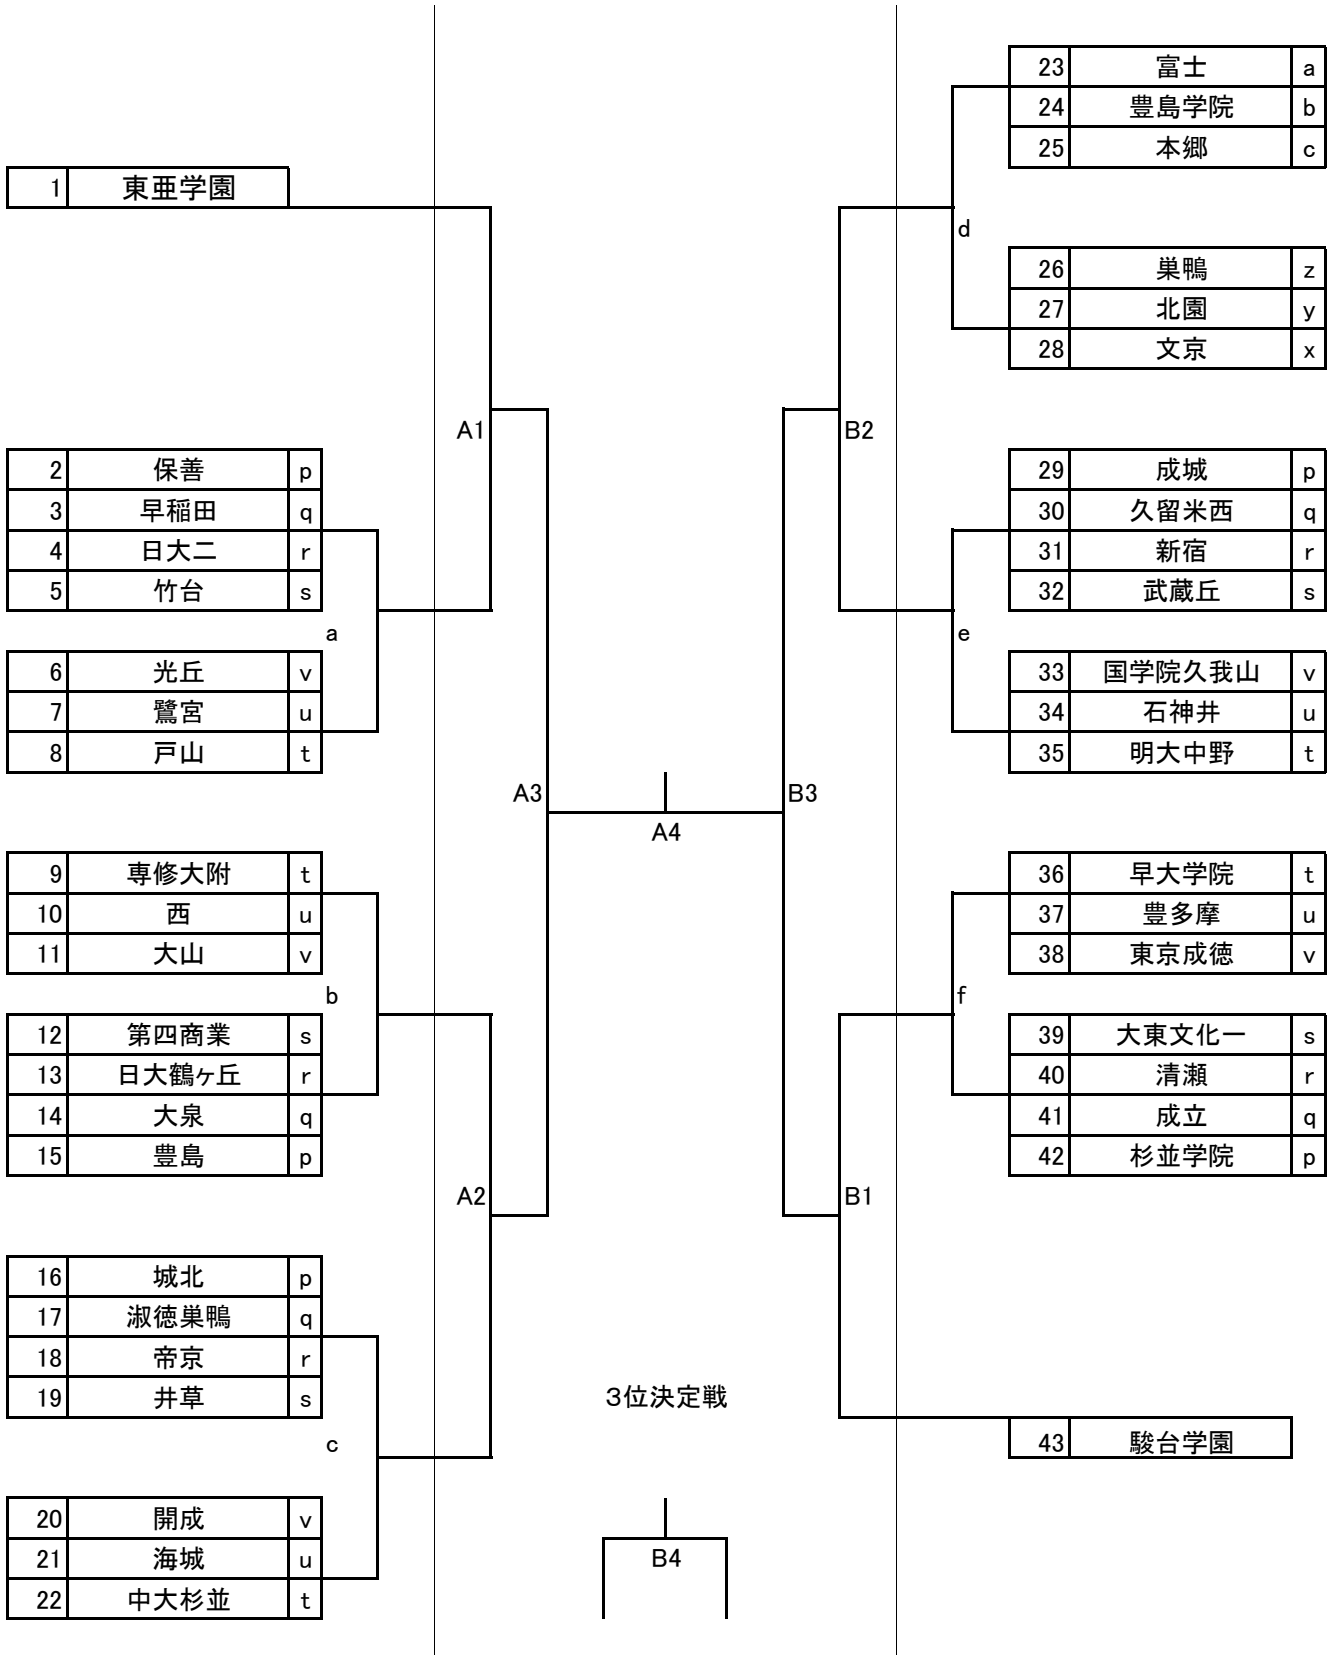 1 東亜学園
A1
2 保善 p
3 早稲田 q
4 日大二 r
5 竹台 s
a
6 光丘 v
7 鷺宮 u
8 戸山 t
9 専修大附 t
10 西 u
11 大山 v
b
12 第四商業 s
13 日大鶴ヶ丘 r
14 大泉 q
15 豊島 p
A2
16 城北 p
17 淑徳巣鴨 q
18 帝京 r
19 井草 s
c
20 開成 v
21 海城 u
22 中大杉並 t
A3
A4
B3
3位決定戦
B4
23 富士 a
24 豊島学院 b
25 本郷 c
d
26 巣鴨 z
27 北園 y
28 文京 x
B2
29 成城 p
30 久留米西 q
31 新宿 r
32 武蔵丘 s
e
33 国学院久我山 v
34 石神井 u
35 明大中野 t
36 早大学院 t
37 豊多摩 u
38 東京成徳 v
f
39 大東文化一 s
40 清瀬 r
41 成立 q
42 杉並学院 p
B1
43 駿台学園